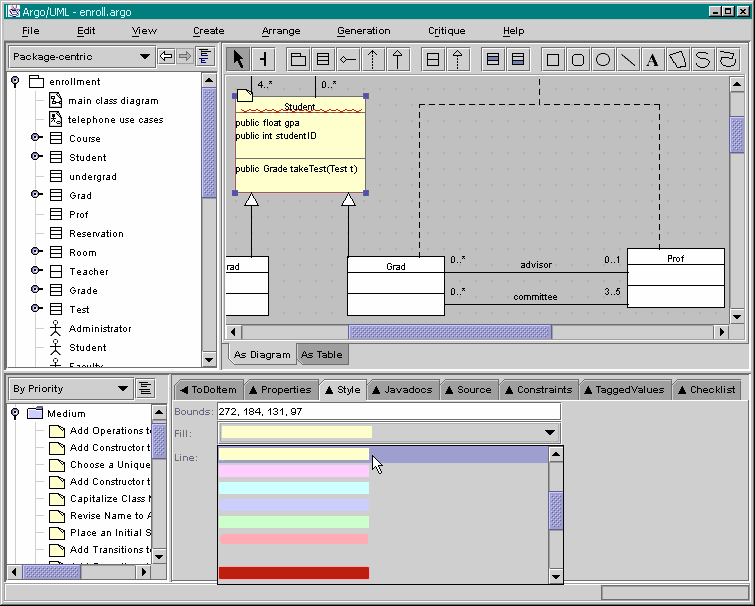 Argo/UML - enroll.argo
File Edit View Create Arrange Generation Critique Help
Package-centric
A
enrollment
main class diagram
telephone use cases
Course
Student
undergrad
Grad
Prof
Reservation
Room
Teacher
Grade
Test
Administrator
Student
Faculty
4..* 0..*
Student
public float gpa
public int studentID
public Grade takeTest(Test t)
rad
Grad
0..* advisor 0..1
0..* committee 3..5
Prof
As Diagram As Table
By Priority
Medium
Add Operations t
Add Constructor t
Choose a Unique
Add Constructor t
Capitalize Class N
Revise Name to A
Place an Initial S
Add Transitions t
ToDoItem Properties Style Javadocs Source Constraints TaggedValues Checklist
Bounds: 272, 184, 131, 97
Fill:
Line: